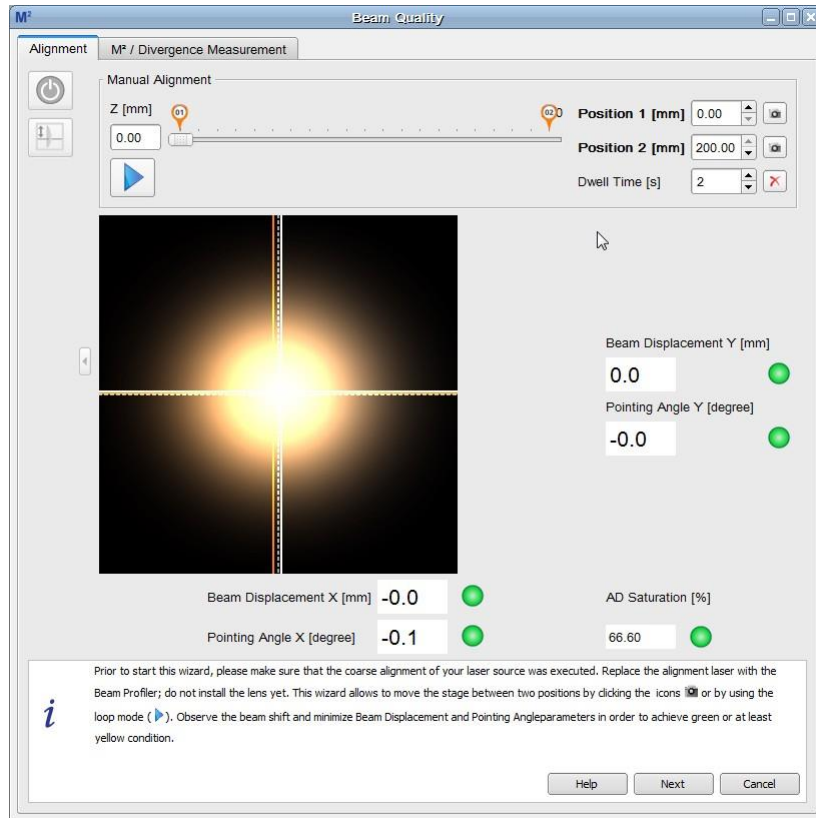 M² Beam Quality
Alignment M² / Divergence Measurement
Manual Alignment
Z [mm]
01 02 0 Position 1 [mm] 0.00
0.00
Position 2 [mm] 200.00
Dwell Time [s] 2
Beam Displacement Y [mm]
0.0
Pointing Angle Y [degree]
-0.0
Beam Displacement X [mm] -0.0 AD Saturation [%]
Pointing Angle X [degree] -0.1 66.60
Prior to start this wizard, please make sure that the coarse alignment of your laser source was executed. Replace the alignment laser with the
Beam Profiler; do not install the lens yet. This wizard allows to move the stage between two positions by clicking the icons or by using the
i loop mode ( ). Observe the beam shift and minimize Beam Displacement and Pointing Angleparameters in order to achieve green or at least
yellow condition.
Help Next Cancel